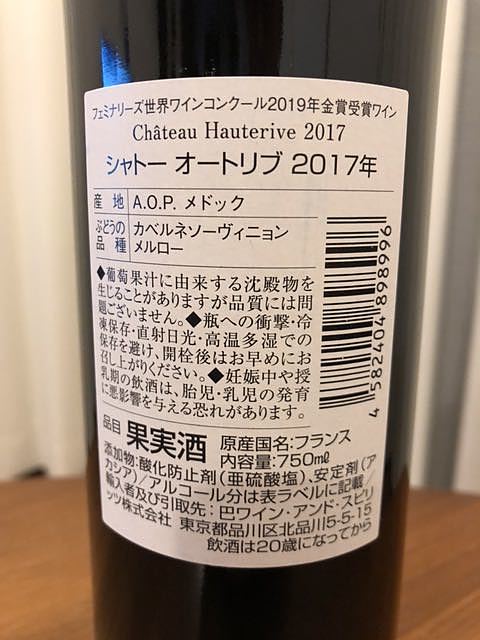 フェミナリーズ世界ワインコンクール2019年金賞受賞ワイン
Château Hauterive 2017
シャトー オートリブ 2017年
産地 A.O.P. メドック
ぶどうの品種 カベルネソーヴィニョン
メルロー
◆葡萄果汁に由来する沈殿物を
生じることがありますが品質には問
題ございません。◆瓶への衝撃・冷
凍保存・直射日光・高温多湿での
保存を避け、開栓後はお早めにお
召し上がりください。◆妊娠中や授
乳期の飲酒は、胎児・乳児の発育
に悪影響を与える恐れがあります。
品目 果実酒 原産国名:フランス
内容量:750mℓ
添加物:酸化防止剤(亜硫酸塩)、安定剤(ア
カシア)/アルコール分は表ラベルに記載/
輸入者及び引取先:巴ワイン・アンド・スピリ
ッツ株式会社 東京都品川区北品川5-5-15
飲酒は20歳になってから
4 582404 898996